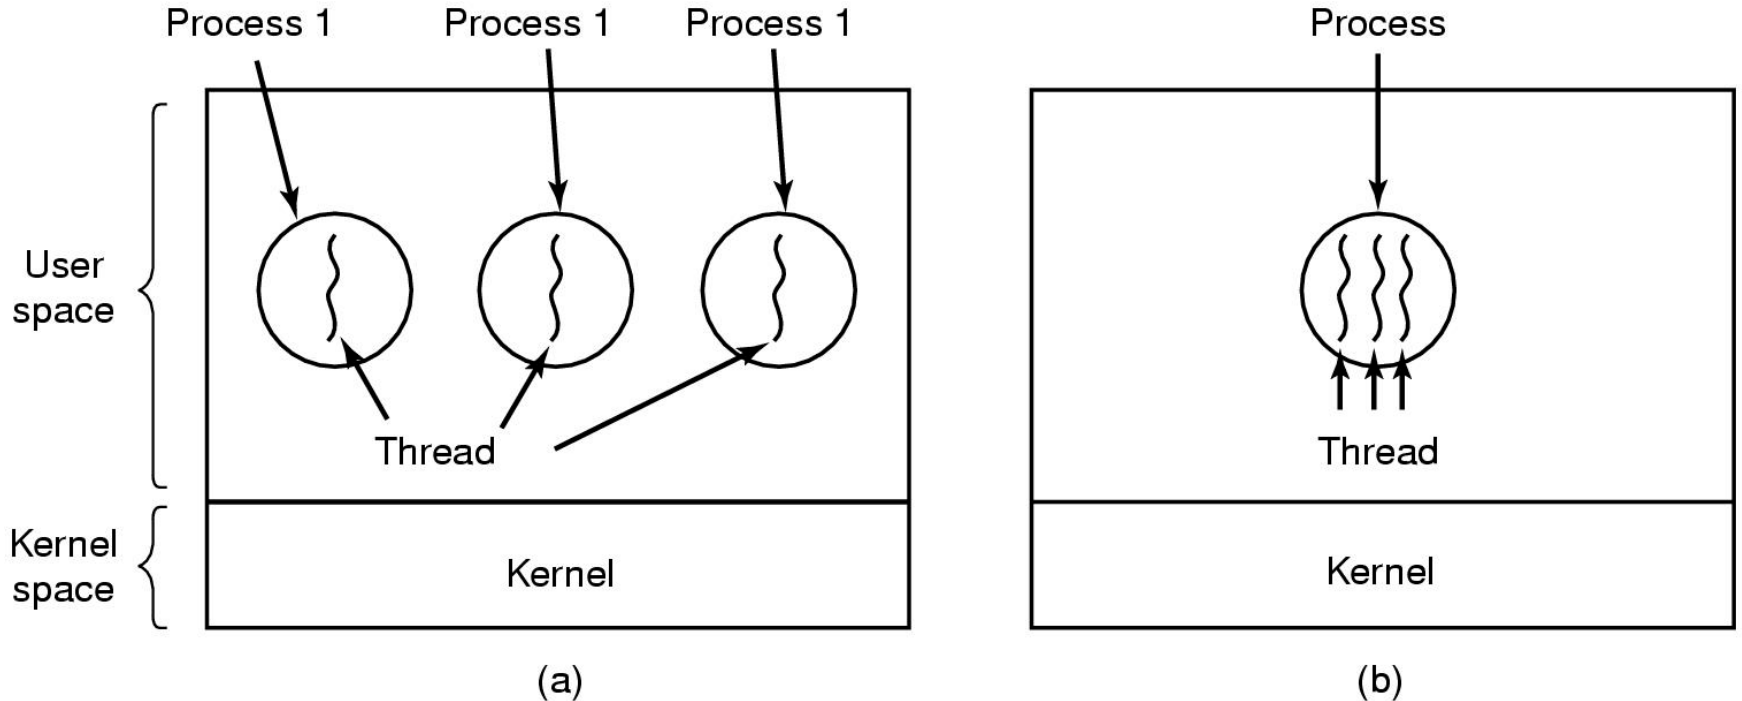 Process 1
Process 1
Process 1
Process
User
space
Thread
Thread
Kernel
space
Kernel
Kernel
(a)
(b)